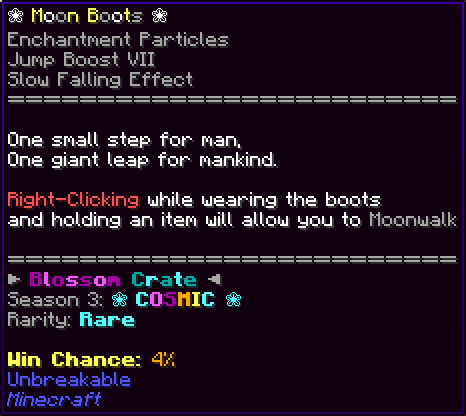 ❀ Moon Boots ❀
Enchantment Particles
Jump Boost VII
Slow Falling Effect
==============================
One small step for man,
One giant leap for mankind.
Right-Clicking while wearing the boots
and holding an item will allow you to Moonwalk
==============================
► Blossom Crate ◄
Season 3: ❀ COSMIC ❀
Rarity: Rare
Win Chance: 4%
Unbreakable
Minecraft